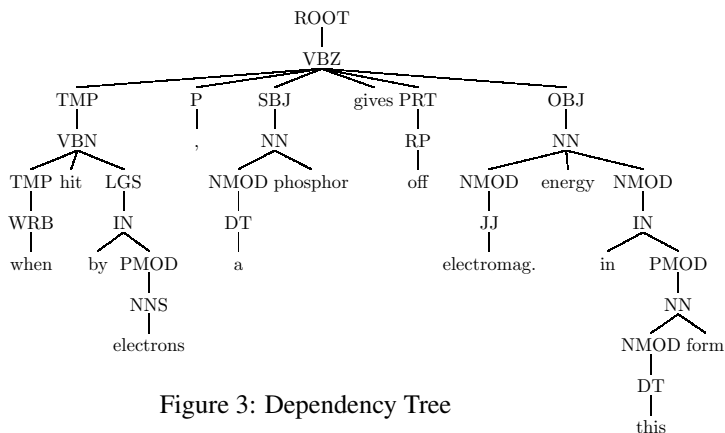 ROOT
VBZ
TMP P SBJ gives PRT OBJ
VBN , NN RP NN
TMP hit LGS NMOD phosphor off NMOD energy NMOD
WRB IN DT JJ IN
when by PMOD a electromag. in PMOD
NNS NN
electrons NMOD form
DT
this
Figure 3: Dependency Tree